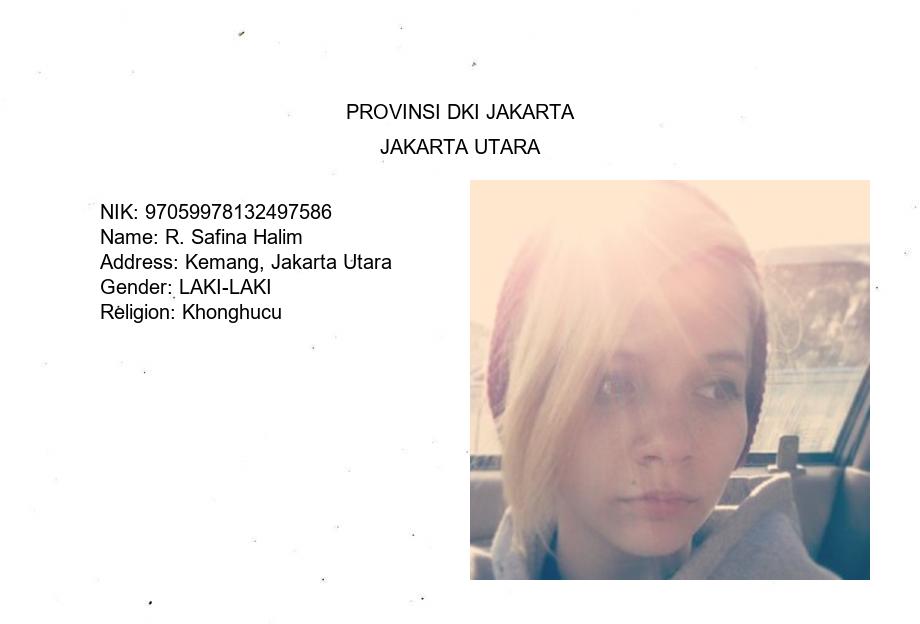 PROVINSI DKI JAKARTA
JAKARTA UTARA
NIK: 97059978132497586
Name: R. Safina Halim
Address: Kemang, Jakarta Utara
Gender: LAKI-LAKI
Religion: Khonghucu